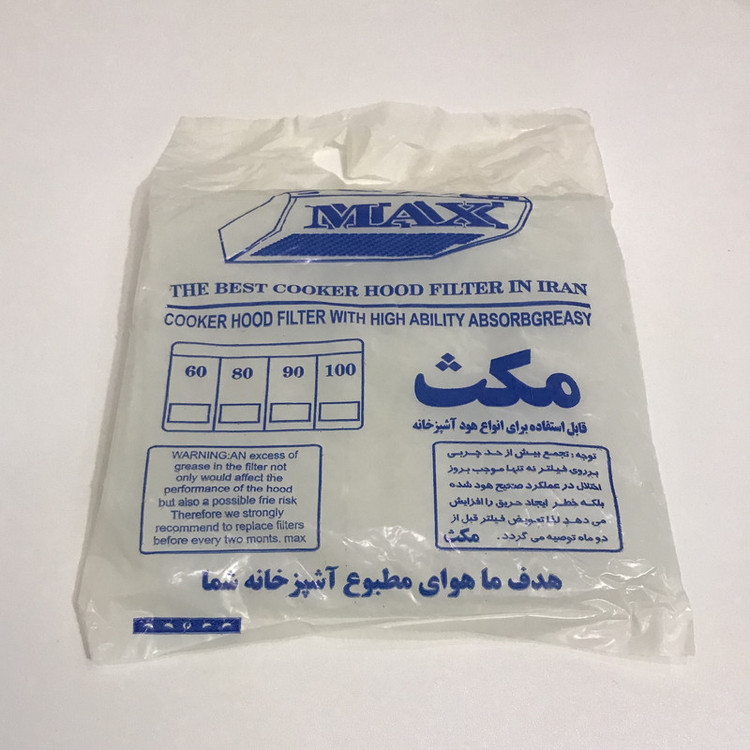 MAX
THE BEST COOKER HOOD FILTER IN IRAN
COOKER HOOD FILTER WITH HIGH ABILITY ABSORBGREASY
60 80 90 100
مکث
قابل استفاده برای انواع هود آشپزخانه
WARNING:AN excess of
grease in the filter not
only would affect the
performance of the hood
but also a possible frie risk
Therefore we strongly
recommend to replace filters
before every two monts. max
توجه : تجمع بیش از حد چربی
بر روی فیلتر نه تنها موجب بروز
اختلال در عملکرد صحیح هود شده
بلکه خطر ایجاد حریق را افزایش
می دهد لذا تعویض فیلتر قبل از
دو ماه توصیه می گردد. مکث
هدف ما هوای مطبوع آشپزخانه شما